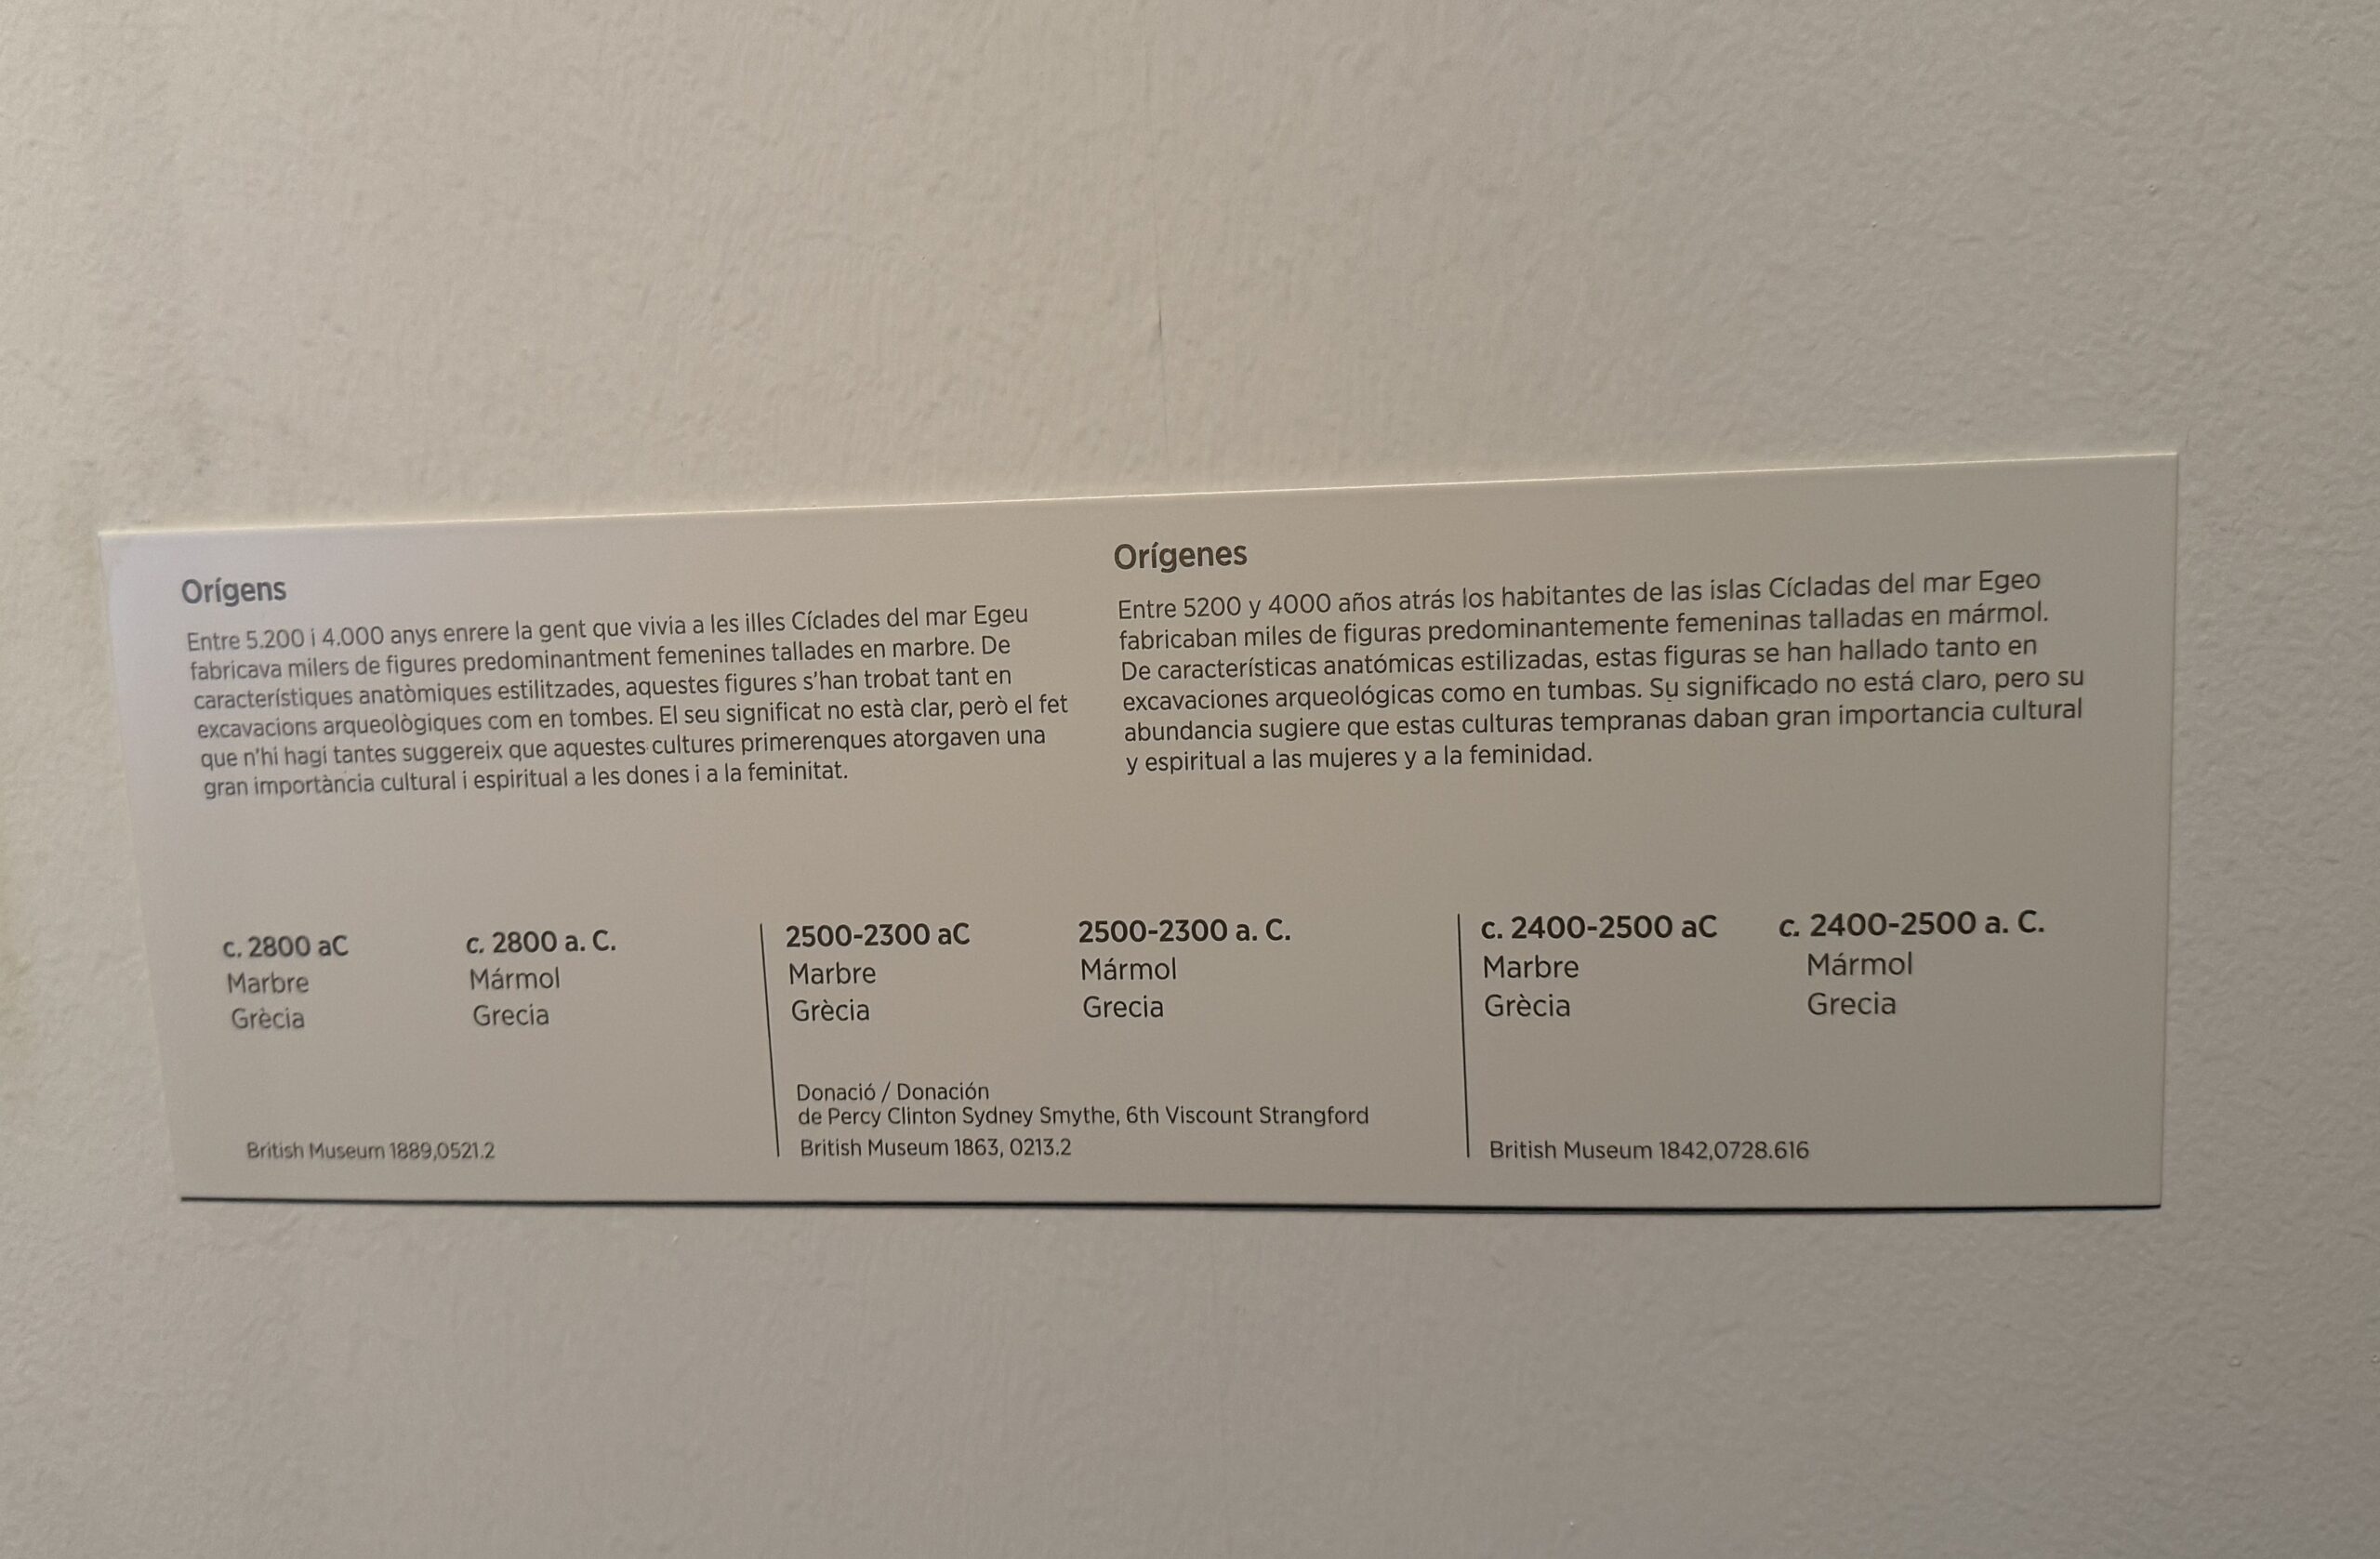 Orígens
Entre 5.200 i 4.000 anys enrere la gent que vivia a les illes Cíclades del mar Egeu
fabricava milers de figures predominantment femenines tallades en marbre. De
característiques anatòmiques estilitzades, aquestes figures s'han trobat tant en
excavacions arqueològiques com en tombes. El seu significat no està clar, però el fet
que n'hi hagi tantes suggereix que aquestes cultures primerenques atorgaven una
gran importància cultural i espiritual a les dones i a la feminitat.
Orígenes
Entre 5200 y 4000 años atrás los habitantes de las islas Cícladas del mar Egeo
fabricaban miles de figuras predominantemente femeninas talladas en mármol.
De características anatómicas estilizadas, estas figuras se han hallado tanto en
excavaciones arqueológicas como en tumbas. Su significado no está claro, pero su
abundancia sugiere que estas culturas tempranas daban gran importancia cultural
y espiritual a las mujeres y a la feminidad.
c. 2800 aC
Marbre
Grècia
c. 2800 a. C.
Mármol
Grecia
British Museum 1889,0521.2
2500-2300 aC
Marbre
Grècia
2500-2300 a. C.
Mármol
Grecia
Donació / Donación
de Percy Clinton Sydney Smythe, 6th Viscount Strangford
British Museum 1863, 0213.2
c. 2400-2500 aC
Marbre
Grècia
c. 2400-2500 a. C.
Mármol
Grecia
British Museum 1842,0728.616